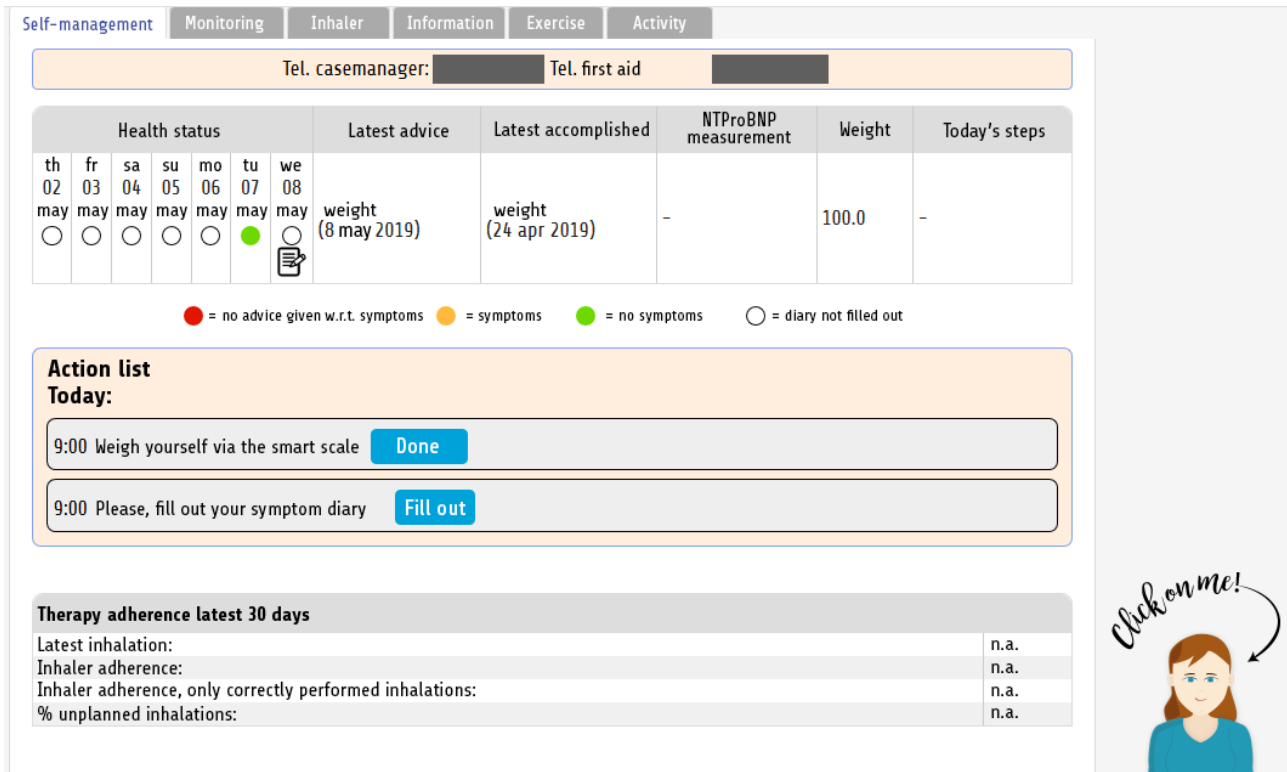 Self-management Monitoring Inhaler Information Exercise Activity
Tel. casemanager: Tel. first aid
Health status Latest advice Latest accomplished NTProBNP measurement Weight Today's steps
th 02 may
fr 03 may
sa 04 may
su 05 may
mo 06 may
tu 07 may
we 08 may
weight
(8 may 2019)
weight
(24 apr 2019)
–
100.0
–
= no advice given w.r.t. symptoms = symptoms = no symptoms = diary not filled out
Action list
Today:
9:00 Weigh yourself via the smart scale Done
9:00 Please, fill out your symptom diary Fill out
Therapy adherence latest 30 days
Latest inhalation: n.a.
Inhaler adherence: n.a.
Inhaler adherence, only correctly performed inhalations: n.a.
% unplanned inhalations: n.a.
Click on me!